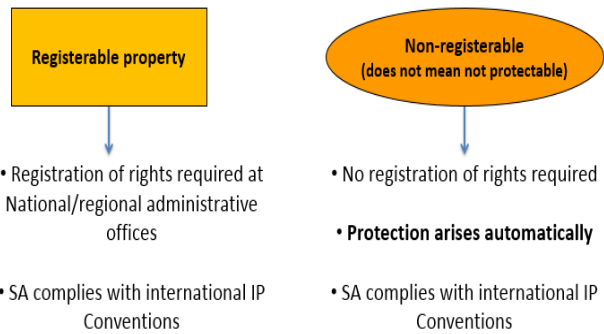 Registerable property
• Registration of rights required at
National/regional administrative
offices
• SA complies with international IP
Conventions
Non-registerable
(does not mean not protectable)
• No registration of rights required
• Protection arises automatically
• SA complies with international IP
Conventions